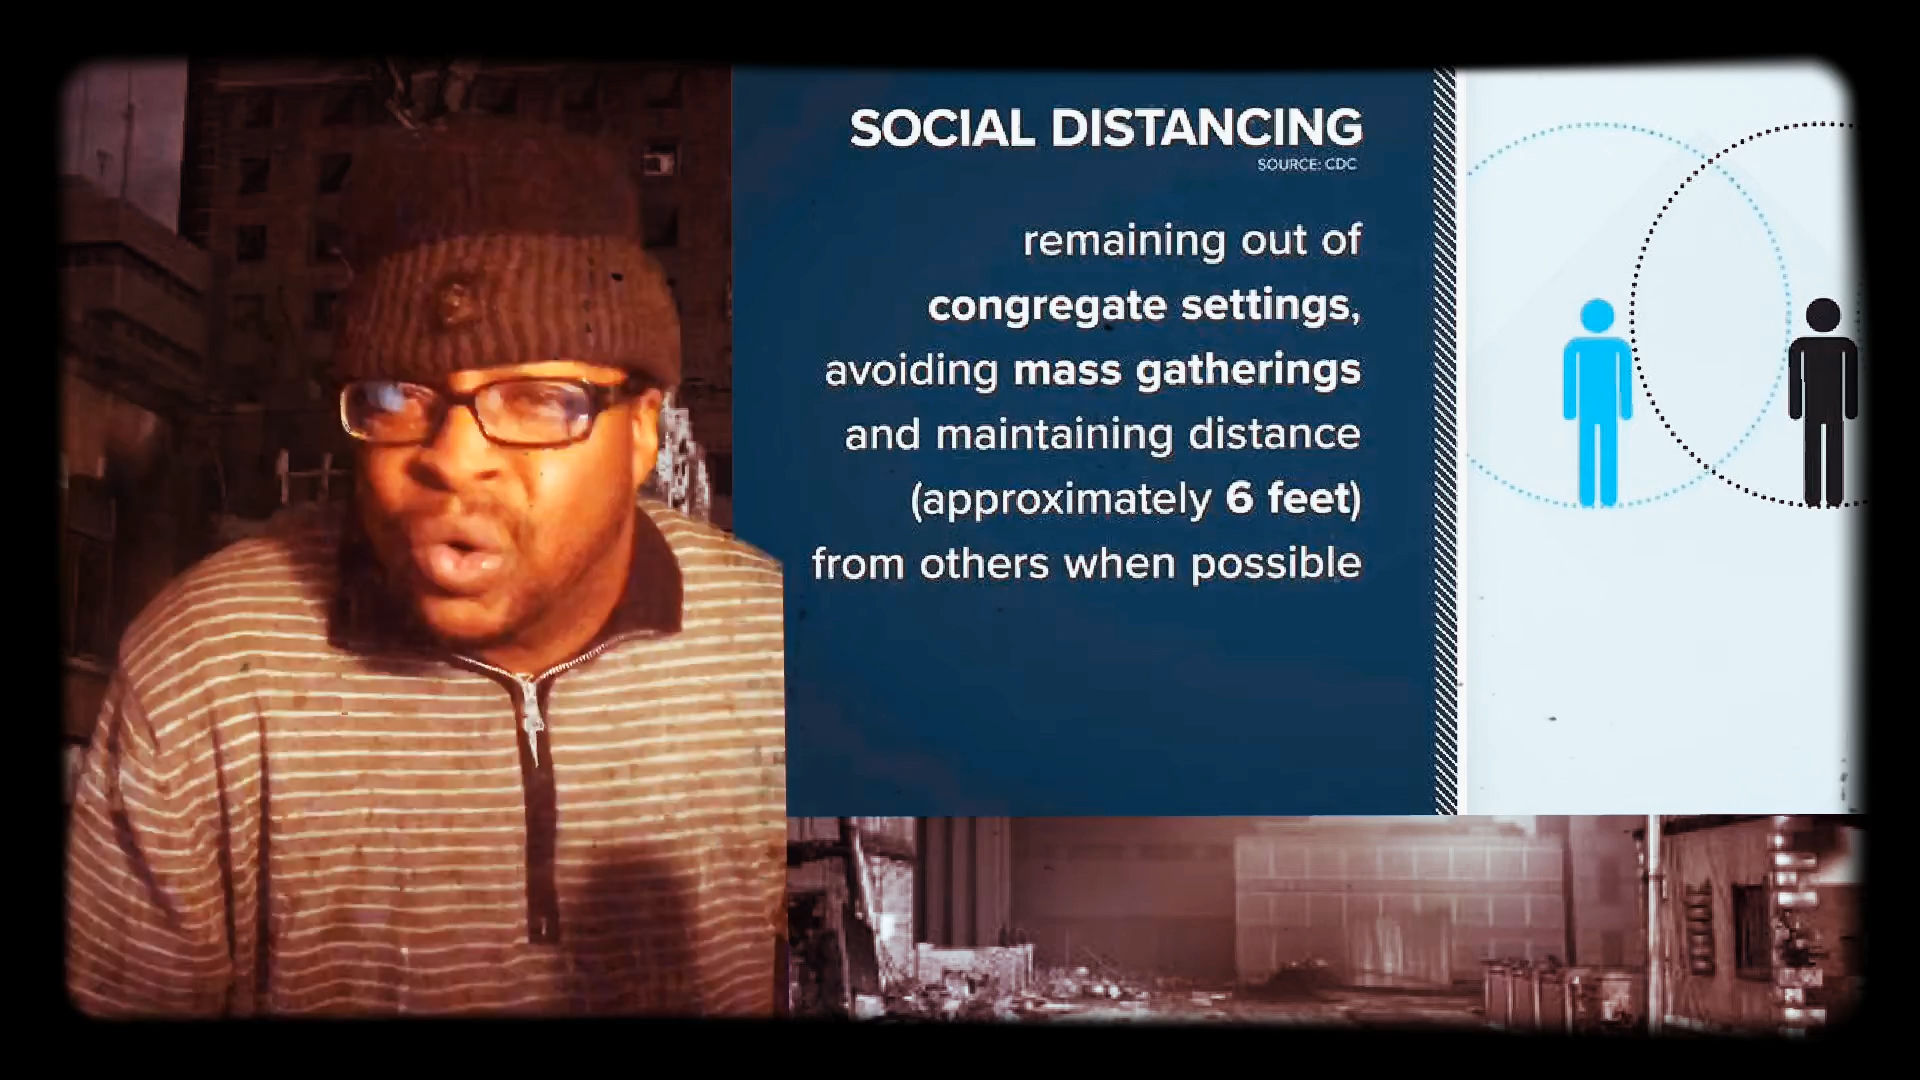 SOCIAL DISTANCING
SOURCE: CDC
remaining out of
congregate settings,
avoiding mass gatherings
and maintaining distance
(approximately 6 feet)
from others when possible